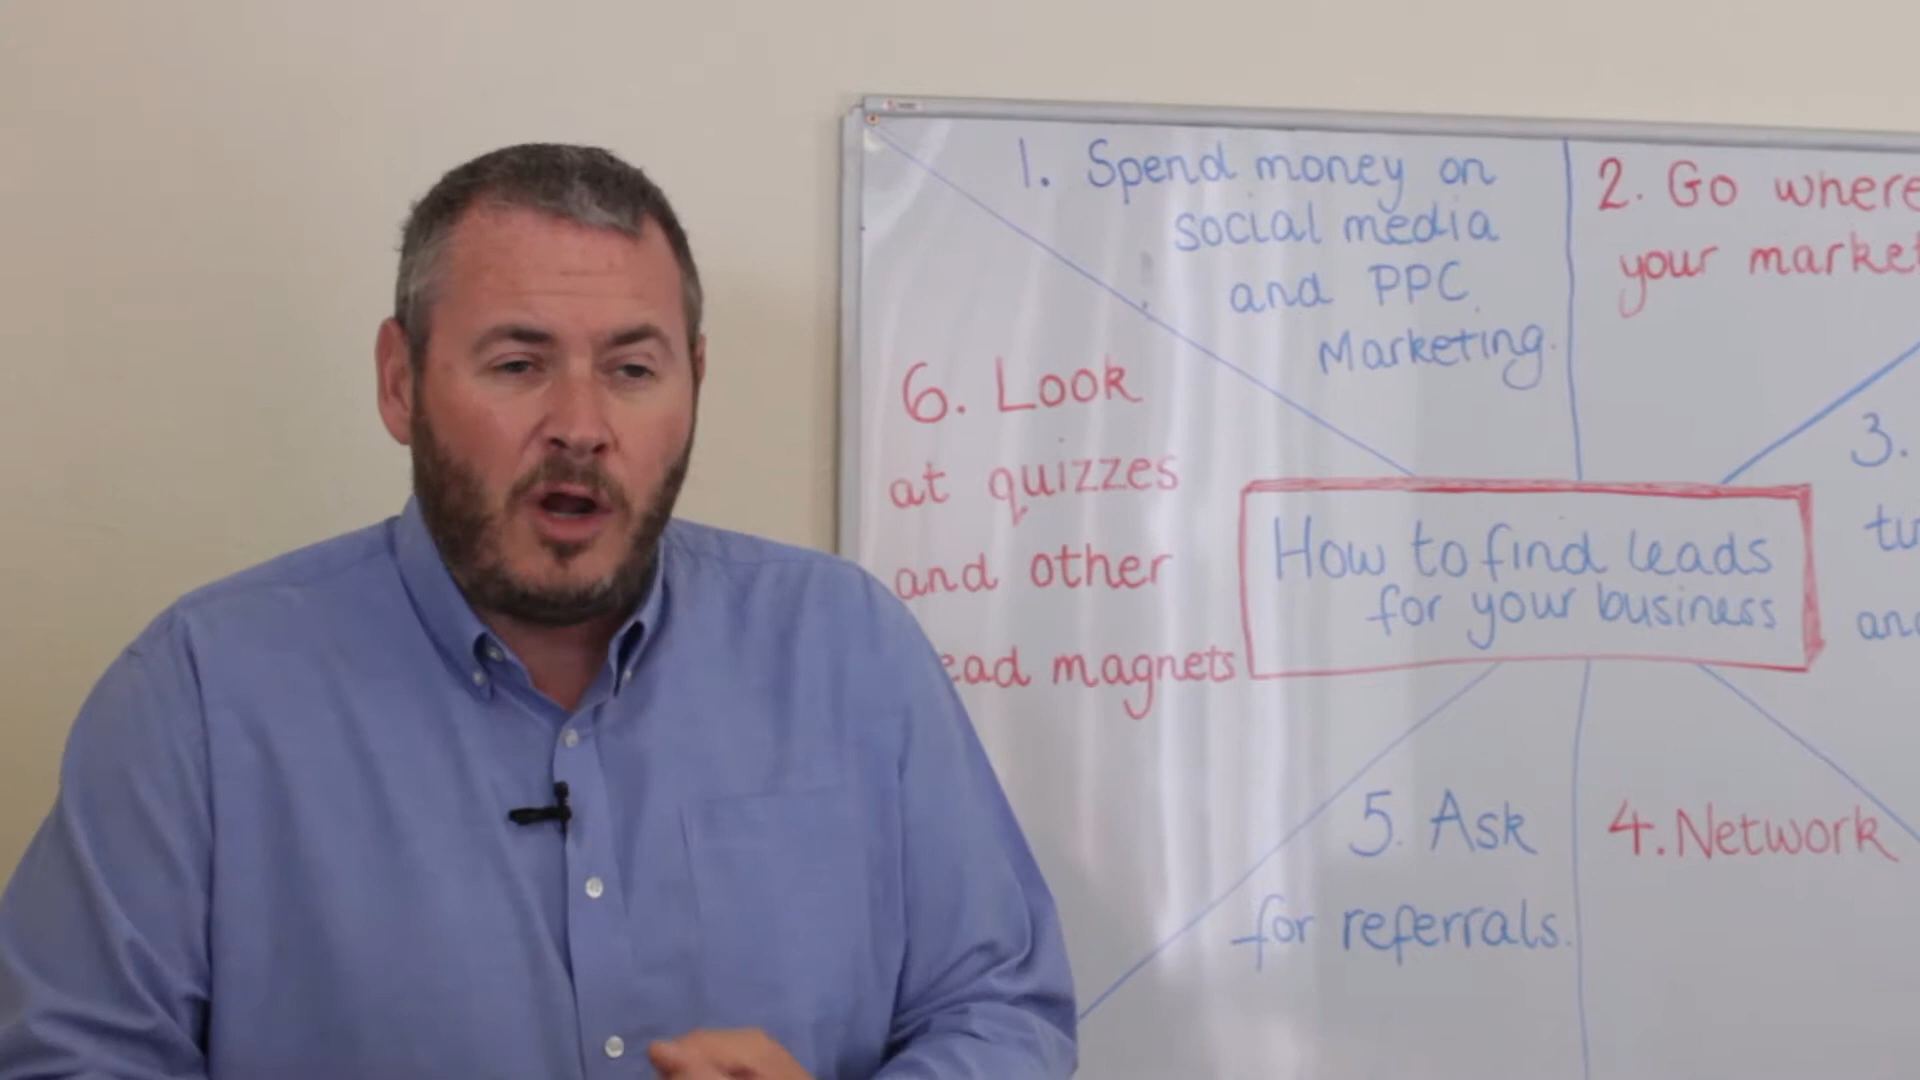 1. Spend money on
social media
and PPC
Marketing.
2. Go where
your market
3.
and
4. Network
5. Ask
for referrals.
6. Look
at quizzes
and other
magnets
How to find leads
for your business